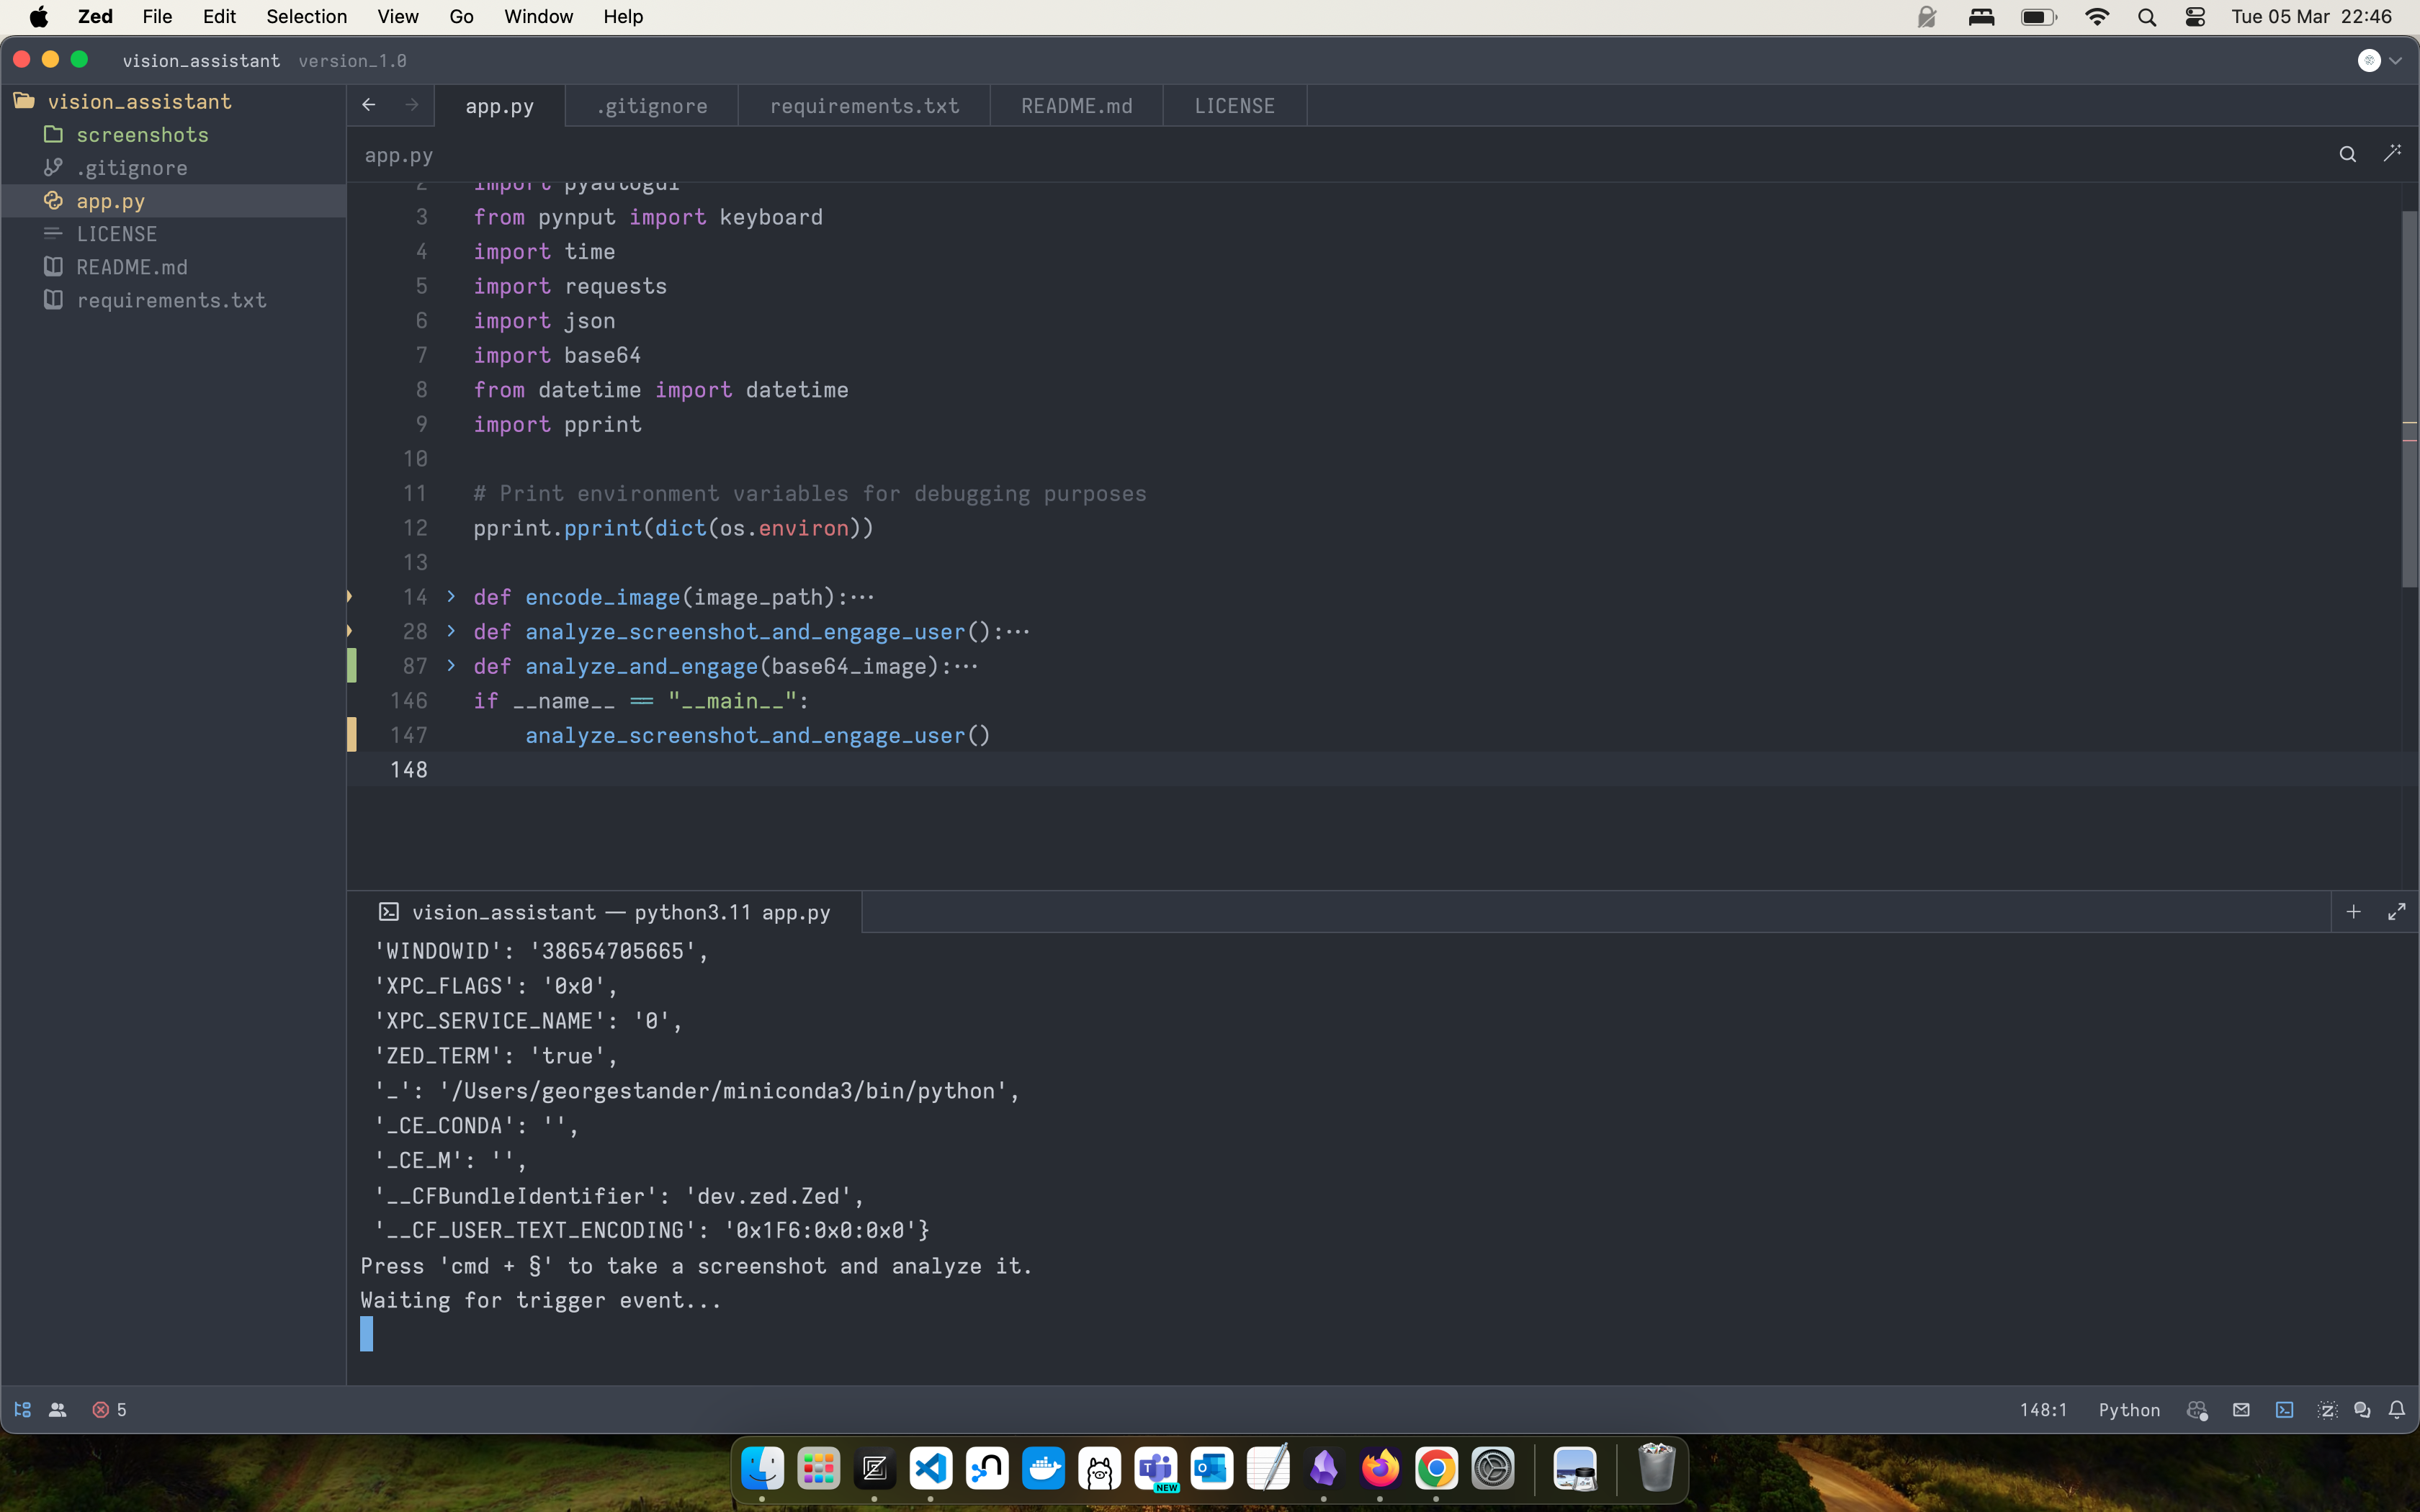 Zed File Edit Selection View Go Window Help Tue 05 Mar 22:46
vision_assistant version_1.0
vision_assistant
screenshots
.gitignore
app.py
LICENSE
README.md
requirements.txt
app.py .gitignore requirements.txt README.md LICENSE
app.py
2 import pyautogui
3 from pynput import keyboard
4 import time
5 import requests
6 import json
7 import base64
8 from datetime import datetime
9 import pprint
10
11 # Print environment variables for debugging purposes
12 pprint.pprint(dict(os.environ))
13
14 def encode_image(image_path):⋯
28 def analyze_screenshot_and_engage_user():⋯
87 def analyze_and_engage(base64_image):⋯
146 if __name__ == "__main__":
147 analyze_screenshot_and_engage_user()
148
vision_assistant — python3.11 app.py
'WINDOWID': '38654705665',
'XPC_FLAGS': '0x0',
'XPC_SERVICE_NAME': '0',
'ZED_TERM': 'true',
'_': '/Users/georgestander/miniconda3/bin/python',
'_CE_CONDA': '',
'_CE_M': '',
'__CFBundleIdentifier': 'dev.zed.Zed',
'__CF_USER_TEXT_ENCODING': '0x1F6:0x0:0x0'}
Press 'cmd + §' to take a screenshot and analyze it.
Waiting for trigger event...
5 148:1 Python
NEW